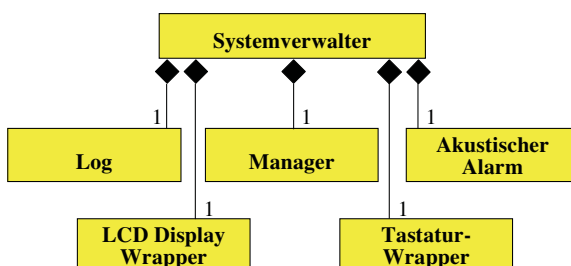 Systemverwalter
1
1
1
Log
Manager
Akustischer
Alarm
1
1
LCD Display
Wrapper
Tastatur-
Wrapper